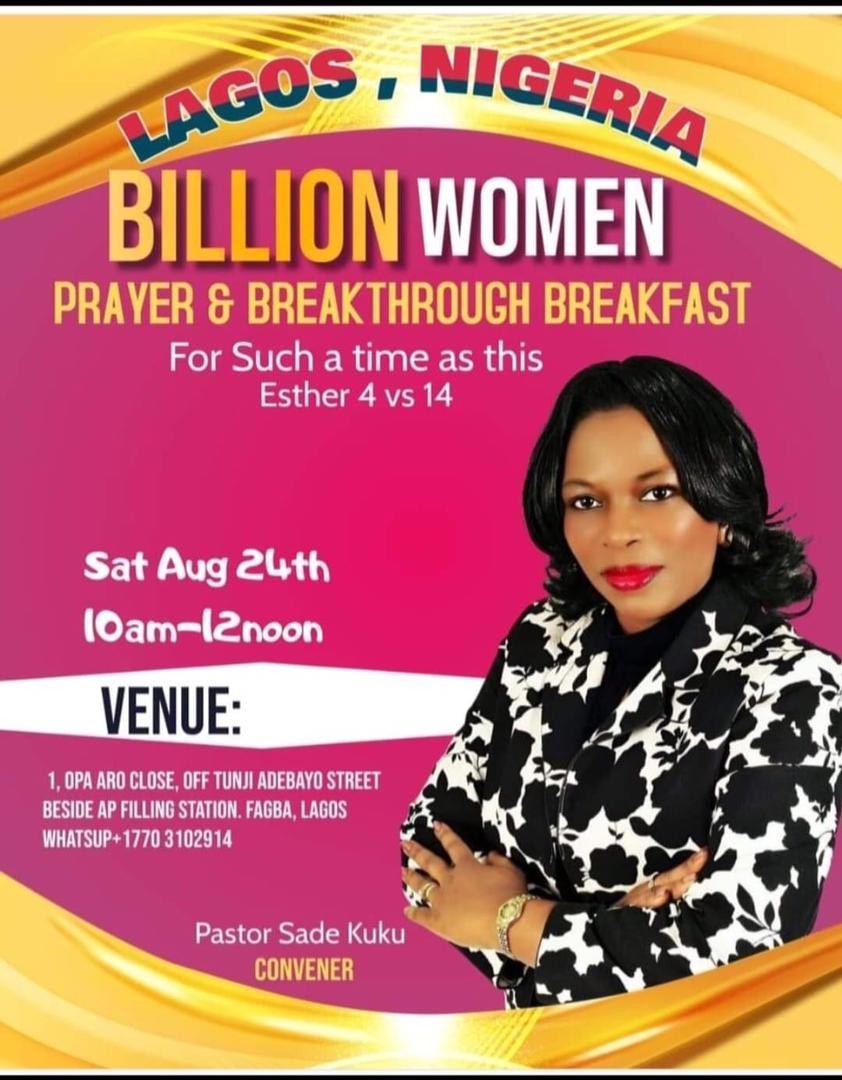 LAGOS , NIGERIA
BILLION WOMEN
PRAYER & BREAKTHROUGH BREAKFAST
For Such a time as this
Esther 4 vs 14
Sat Aug 24th
10am-12noon
VENUE:
1, OPA ARO CLOSE, OFF TUNJI ADEBAYO STREET
BESIDE AP FILLING STATION. FAGBA, LAGOS
WHATSUP+1770 3102914
Pastor Sade Kuku
CONVENER